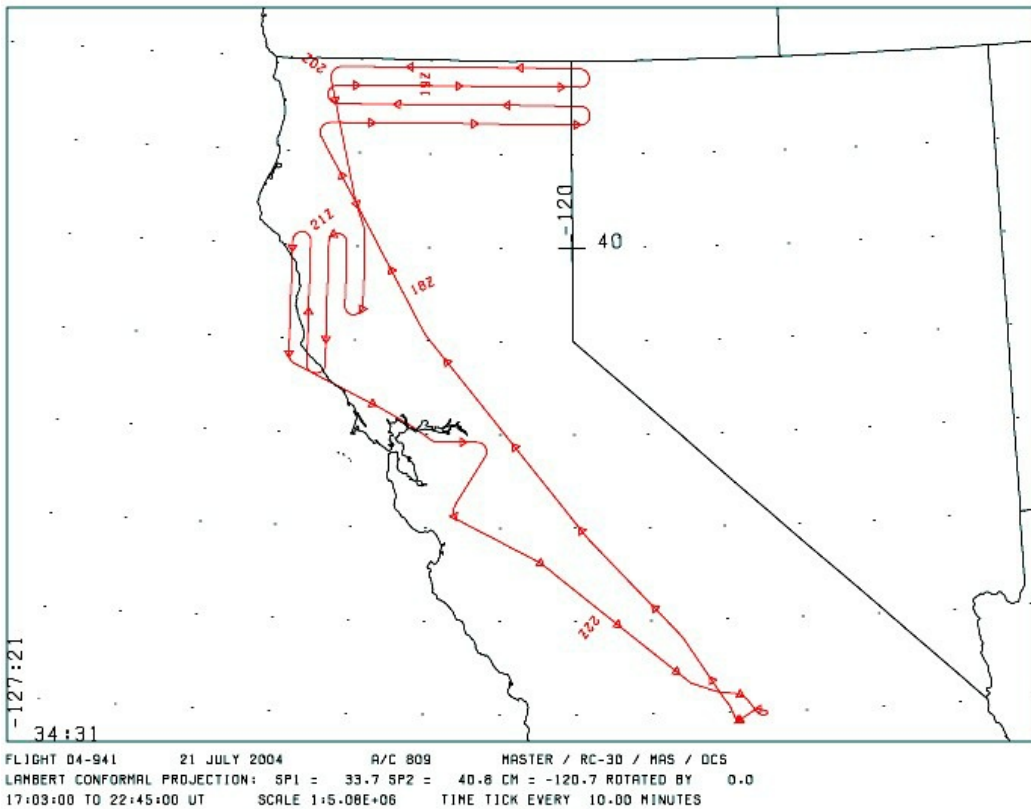 20Z
19Z
21Z
-120
40
18Z
22Z
-127:21
34:31
FLIGHT 04-941 21 JULY 2004 A/C 809 MASTER / RC-30 / MAS / DCS
LAMBERT CONFORMAL PROJECTION: SP1 = 33.7 SP2 = 40.8 CM = -120.7 ROTATED BY 0.0
17:03:00 TO 22:45:00 UT SCALE 1:5.08E+06 TIME TICK EVERY 10.00 MINUTES